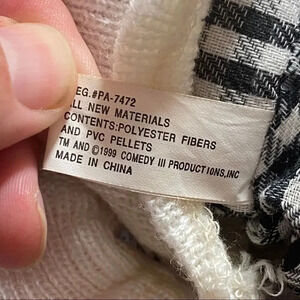 EG.#PA-7472
ALL NEW MATERIALS
CONTENTS:POLYESTER FIBERS
AND PVC PELLETS
TM AND ©1999 COMEDY III PRODUCTIONS,INC
MADE IN CHINA